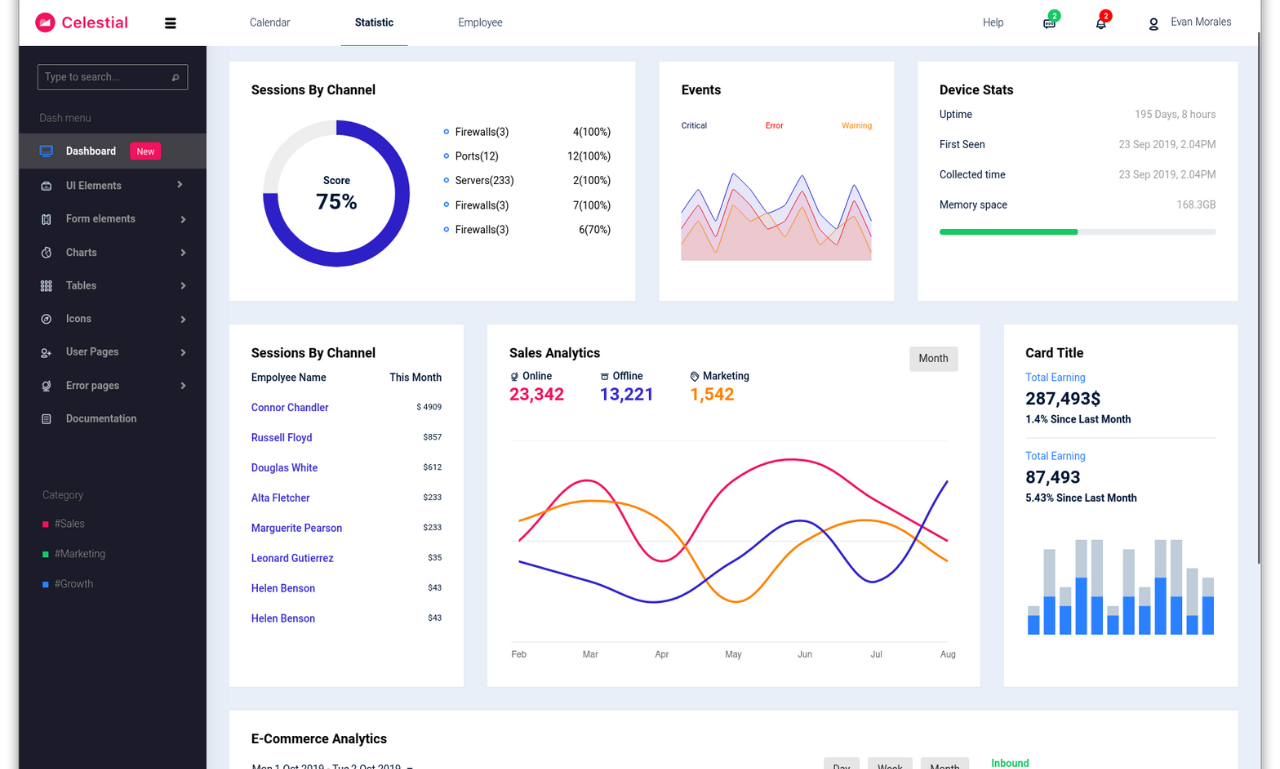 Celestial
Calendar
Statistic
Employee
Help
2
2
Evan Morales
Type to search...
Dash menu
Dashboard New
UI Elements
Form elements
Charts
Tables
Icons
User Pages
Error pages
Documentation
Category
#Sales
#Marketing
#Growth
Sessions By Channel
Score
75%
Firewalls(3) 4(100%)
Ports(12) 12(100%)
Servers(233) 2(100%)
Firewalls(3) 7(100%)
Firewalls(3) 6(70%)
Events
Critical Error Warning
Device Stats
Uptime 195 Days, 8 hours
First Seen 23 Sep 2019, 2.04PM
Collected time 23 Sep 2019, 2.04PM
Memory space 168.3GB
Sessions By Channel
Empolyee Name This Month
Connor Chandler $ 4909
Russell Floyd $857
Douglas White $612
Alta Fletcher $233
Marguerite Pearson $233
Leonard Gutierrez $35
Helen Benson $43
Helen Benson $43
Sales Analytics
Month
Online Offline Marketing
23,342 13,221 1,542
Feb Mar Apr May Jun Jul Aug
Card Title
Total Earning
287,493$
1.4% Since Last Month
Total Earning
87,493
5.43% Since Last Month
E-Commerce Analytics
Mon 1 Oct 2019 - Tue 2 Oct 2019
Day Week Month
Inbound